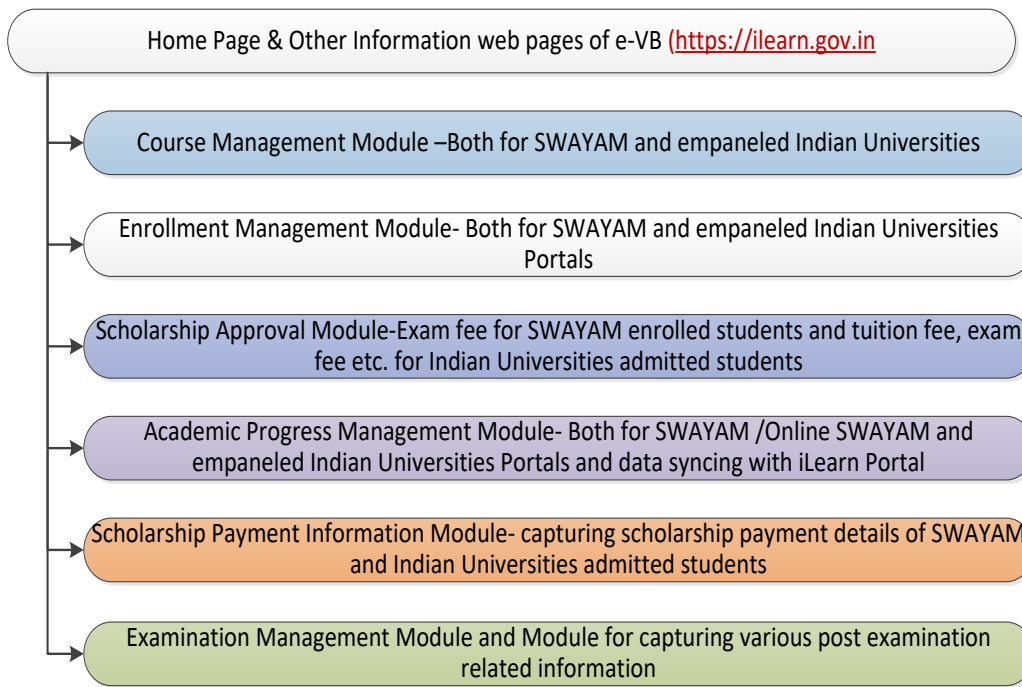 Home Page & Other Information web pages of e-VB (https://ilearn.gov.in
Course Management Module –Both for SWAYAM and empaneled Indian Universities
Enrollment Management Module- Both for SWAYAM and empaneled Indian Universities
Portals
Scholarship Approval Module-Exam fee for SWAYAM enrolled students and tuition fee, exam
fee etc. for Indian Universities admitted students
Academic Progress Management Module- Both for SWAYAM /Online SWAYAM and
empaneled Indian Universities Portals and data syncing with iLearn Portal
Scholarship Payment Information Module- capturing scholarship payment details of SWAYAM
and Indian Universities admitted students
Examination Management Module and Module for capturing various post examination
related information